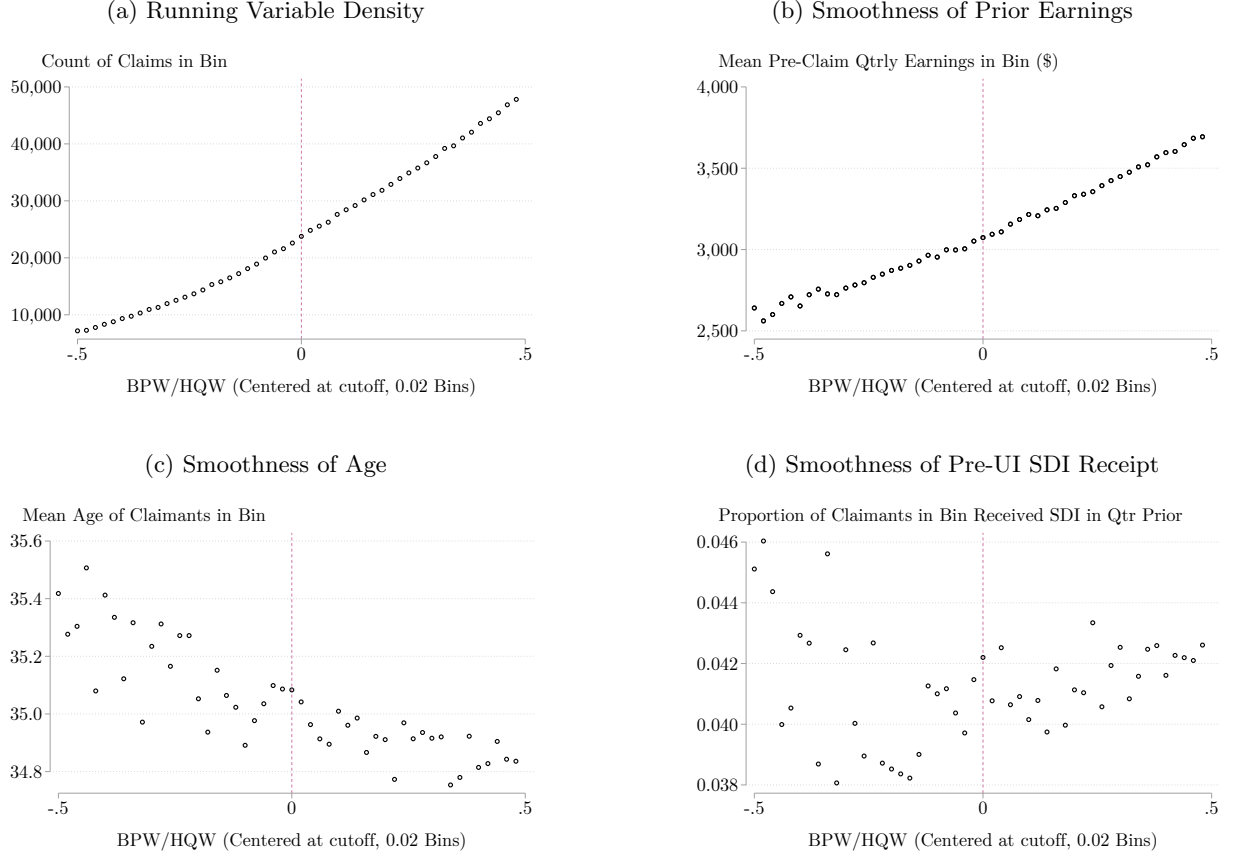 (a) Running Variable Density
Count of Claims in Bin
50,000
40,000
30,000
20,000
10,000
-.5 0 .5
BPW/HQW (Centered at cutoff, 0.02 Bins)
(b) Smoothness of Prior Earnings
Mean Pre-Claim Qtrly Earnings in Bin ($)
4,000
3,500
3,000
2,500
-.5 0 .5
BPW/HQW (Centered at cutoff, 0.02 Bins)
(c) Smoothness of Age
Mean Age of Claimants in Bin
35.6
35.4
35.2
35.0
34.8
-.5 0 .5
BPW/HQW (Centered at cutoff, 0.02 Bins)
(d) Smoothness of Pre-UI SDI Receipt
Proportion of Claimants in Bin Received SDI in Qtr Prior
0.046
0.044
0.042
0.040
0.038
-.5 0 .5
BPW/HQW (Centered at cutoff, 0.02 Bins)